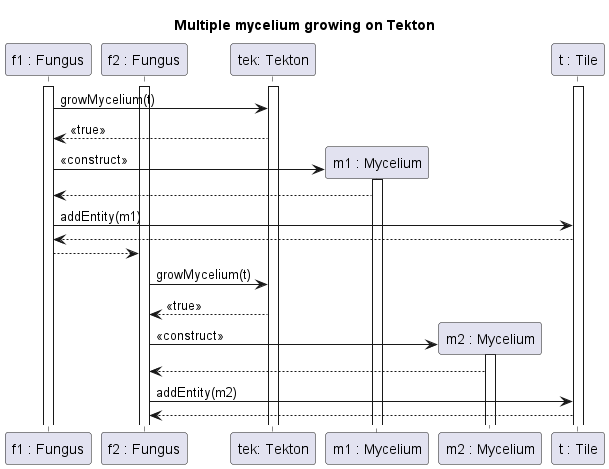 Multiple mycelium growing on Tekton
f1 : Fungus
f2 : Fungus
tek: Tekton
t : Tile
growMycelium(t)
«true»
«construct»
m1 : Mycelium
addEntity(m1)
growMycelium(t)
«true»
«construct»
m2 : Mycelium
addEntity(m2)
f1 : Fungus
f2 : Fungus
tek: Tekton
m1 : Mycelium
m2 : Mycelium
t : Tile